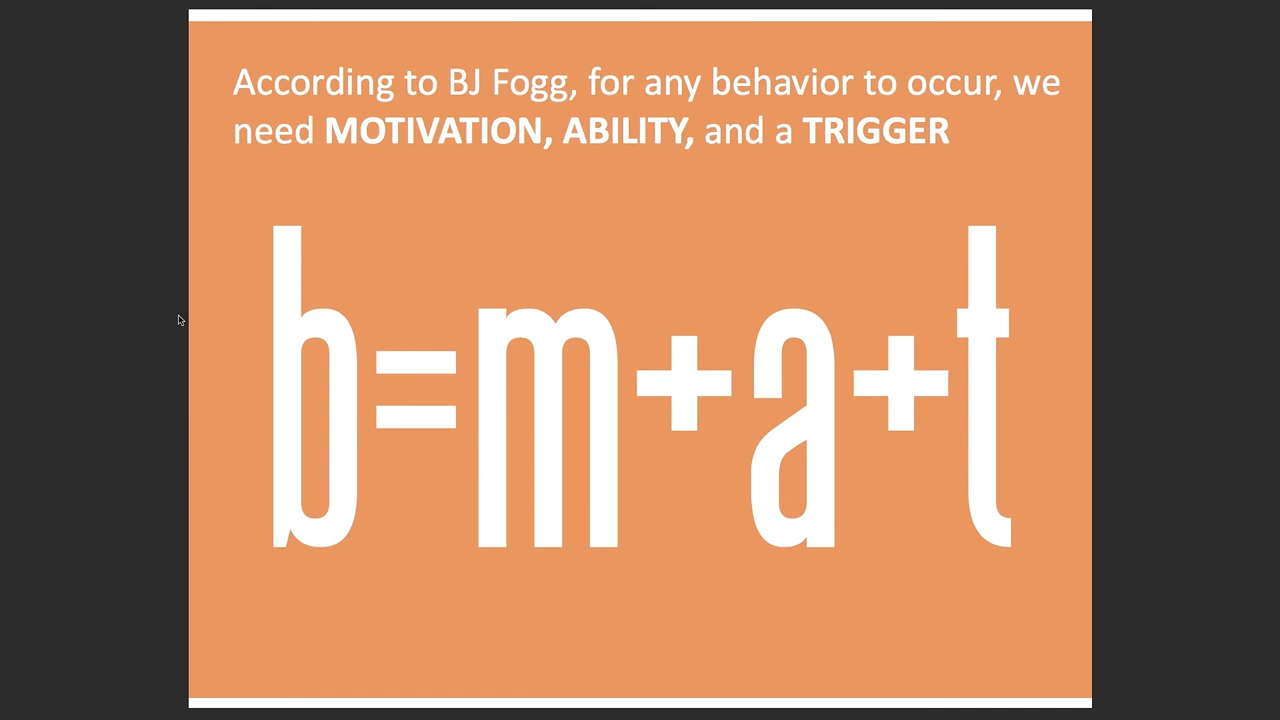 According to BJ Fogg, for any behavior to occur, we
need MOTIVATION, ABILITY, and a TRIGGER
b=m+a+t